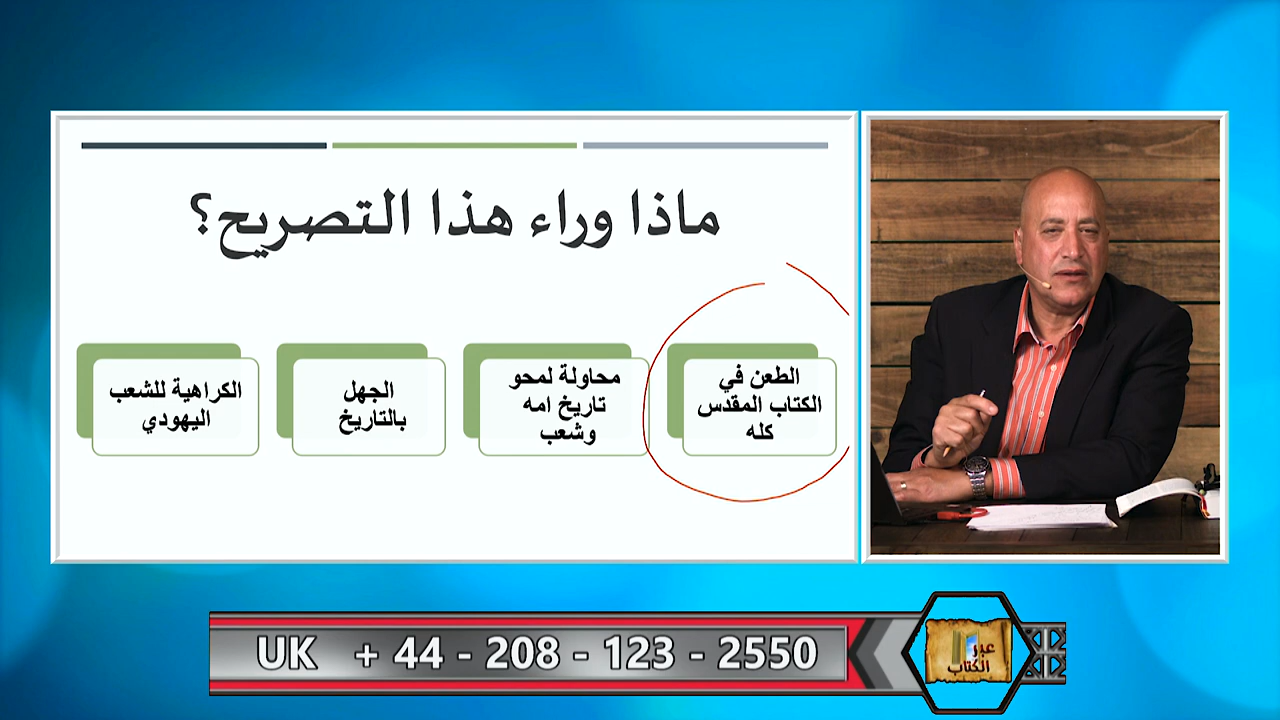 ماذا وراء هذا التصريح؟
الطعن في
الكتاب المقدس
كله
محاولة لمحو
تاريخ امه
وشعب
الجهل
بالتاريخ
الكراهية للشعب
اليهودي
UK + 44 - 208 - 123 - 2550
عبر
الكتاب